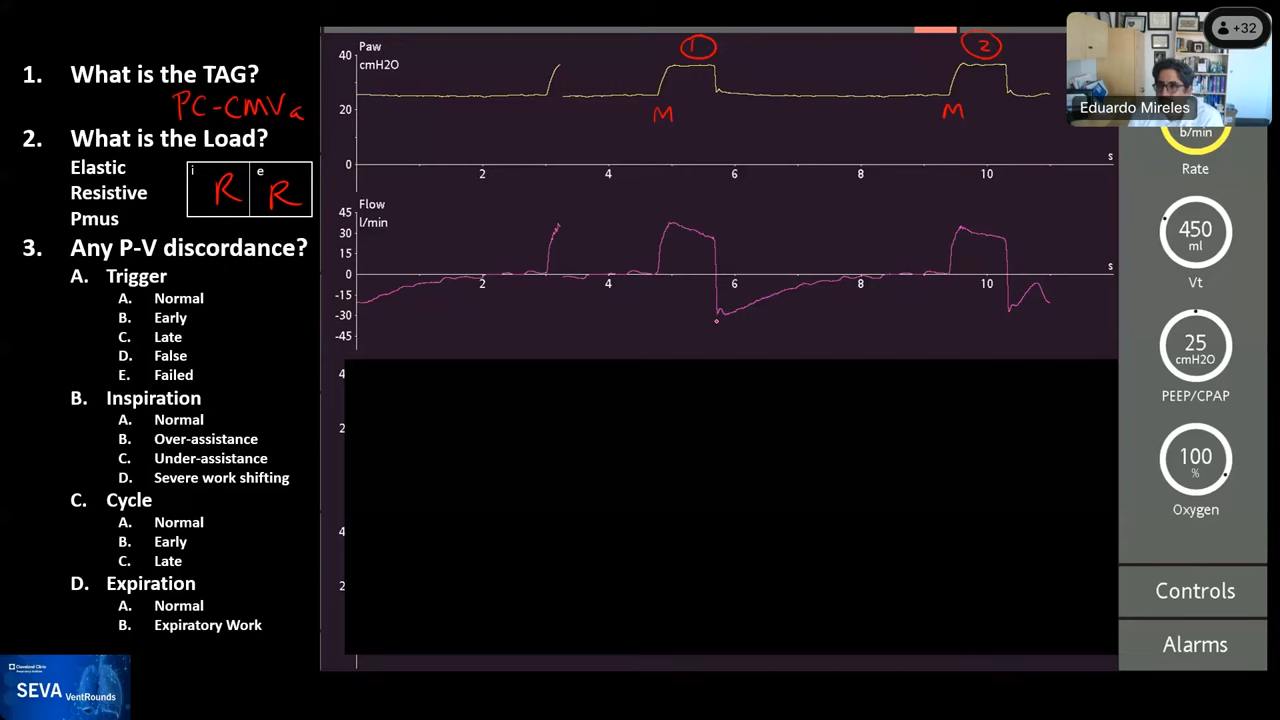 1. What is the TAG?
PC-CMVa
2. What is the Load?
Elastic
Resistive
Pmus
i R e R
3. Any P-V discordance?
A. Trigger
A. Normal
B. Early
C. Late
D. False
E. Failed
B. Inspiration
A. Normal
B. Over-assistance
C. Under-assistance
D. Severe work shifting
C. Cycle
A. Normal
B. Early
C. Late
D. Expiration
A. Normal
B. Expiratory Work
Cleveland Clinic
SEVA VentRounds
Paw
40 cmH2O
1 2
20
M M
0 s
2 4 6 8 10
Flow
45 l/min
30
15
0 s
2 4 6 8 10
-15
-30
-45
4
2
4
2
+32
Eduardo Mireles
b/min
Rate
450
ml
Vt
25
cmH2O
PEEP/CPAP
100
%
Oxygen
Controls
Alarms